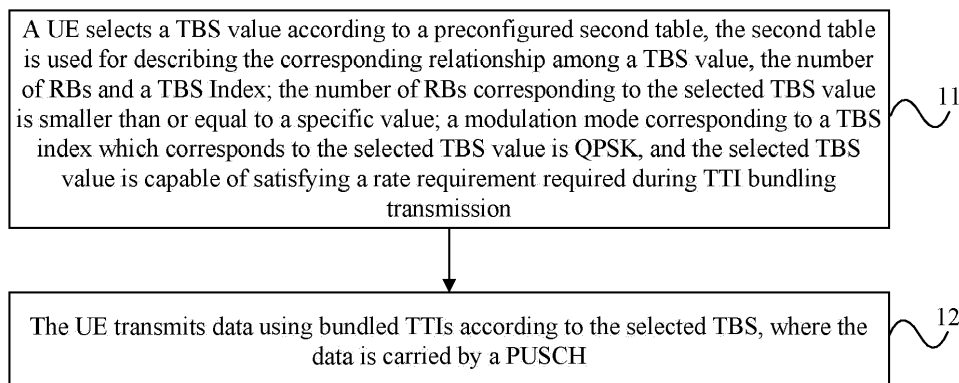 A UE selects a TBS value according to a preconfigured second table, the second table
is used for describing the corresponding relationship among a TBS value, the number
of RBs and a TBS Index; the number of RBs corresponding to the selected TBS value
is smaller than or equal to a specific value; a modulation mode corresponding to a TBS
index which corresponds to the selected TBS value is QPSK, and the selected TBS
value is capable of satisfying a rate requirement required during TTI bundling
transmission
11
The UE transmits data using bundled TTIs according to the selected TBS, where the
data is carried by a PUSCH
12